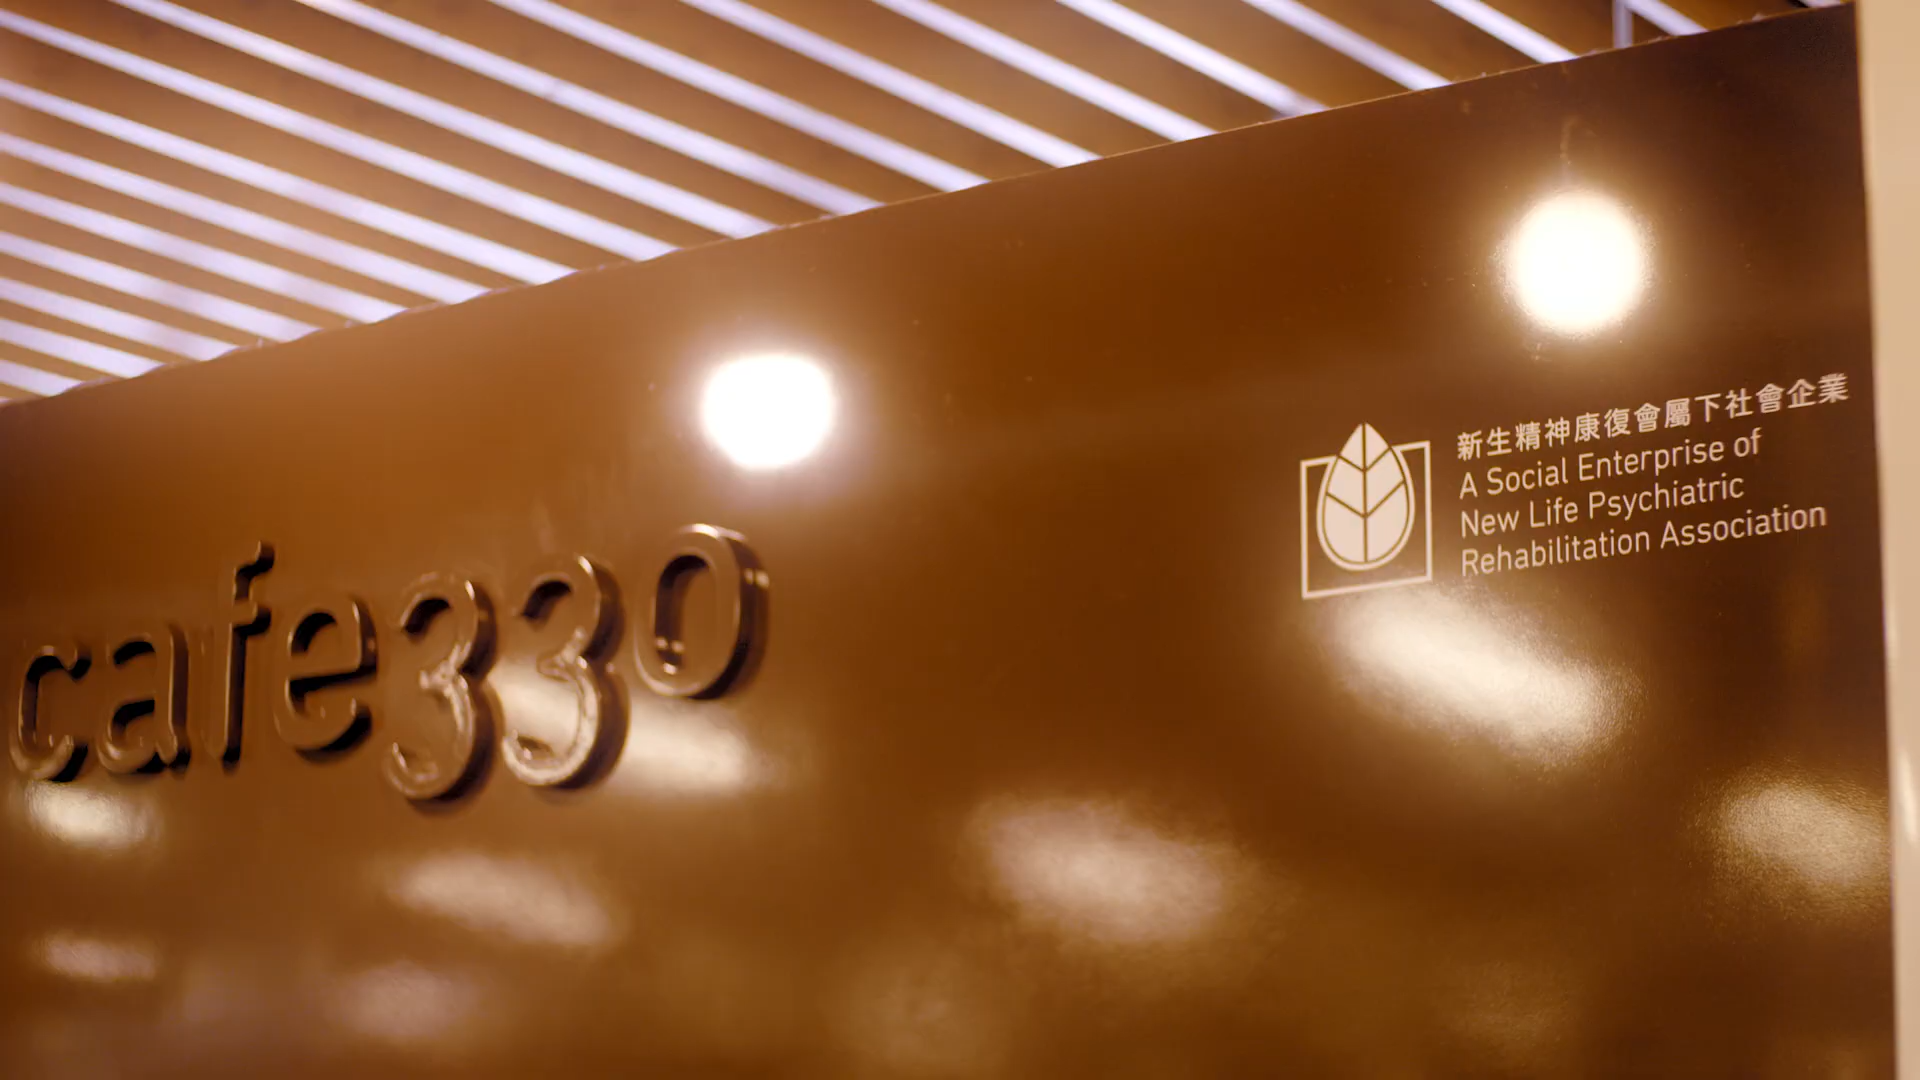 cafe330
新生精神康復會屬下社會企業
A Social Enterprise of
New Life Psychiatric
Rehabilitation Association